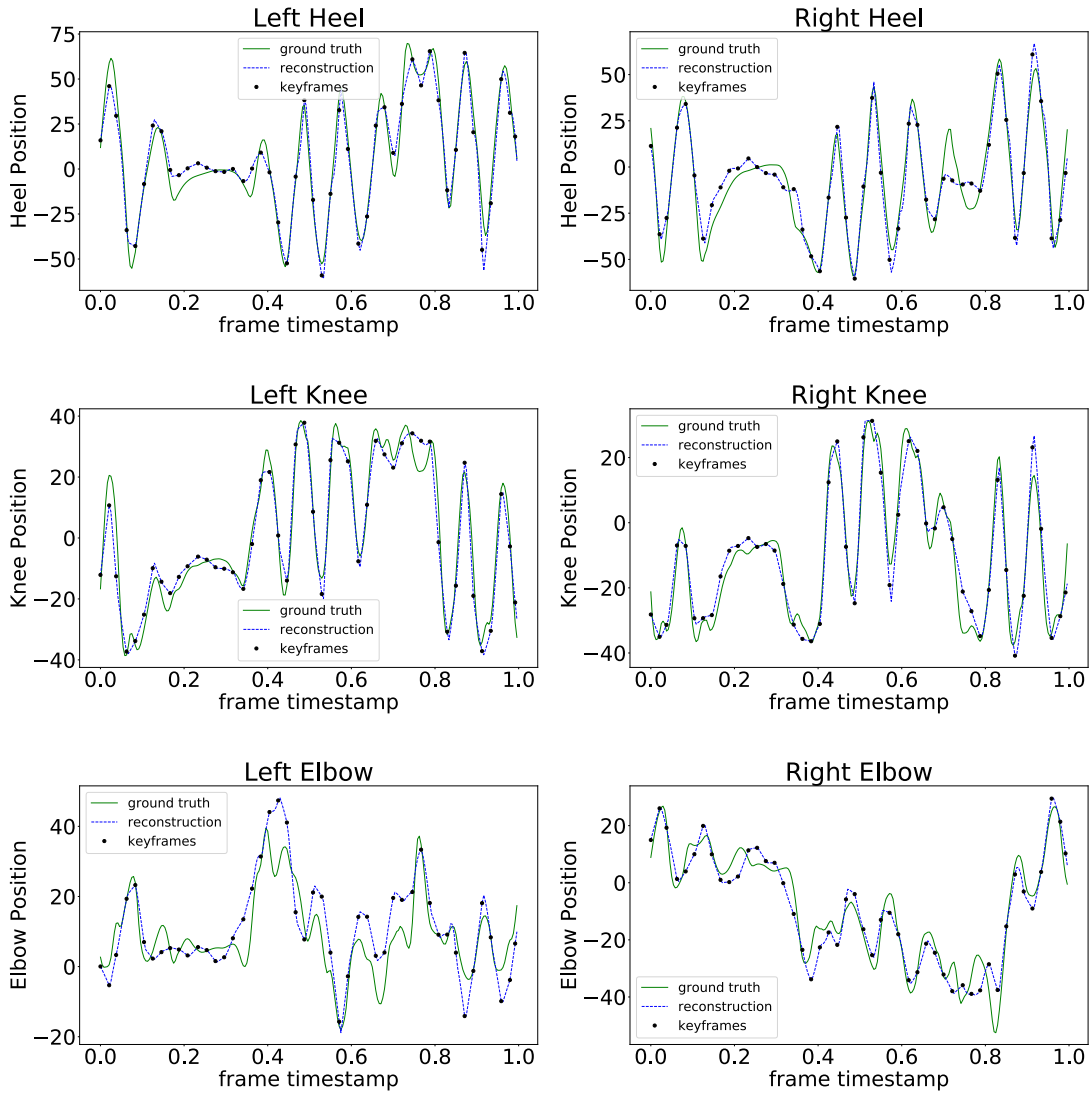 Left Heel
75
50
25
0
−25
−50
Heel Position
ground truth
reconstruction
keyframes
0.0 0.2 0.4 0.6 0.8 1.0
frame timestamp
Right Heel
50
25
0
−25
−50
Heel Position
ground truth
reconstruction
keyframes
0.0 0.2 0.4 0.6 0.8 1.0
frame timestamp
Left Knee
40
20
0
−20
−40
Knee Position
ground truth
reconstruction
keyframes
0.0 0.2 0.4 0.6 0.8 1.0
frame timestamp
Right Knee
20
0
−20
−40
Knee Position
ground truth
reconstruction
keyframes
0.0 0.2 0.4 0.6 0.8 1.0
frame timestamp
Left Elbow
40
20
0
−20
Elbow Position
ground truth
reconstruction
keyframes
0.0 0.2 0.4 0.6 0.8 1.0
frame timestamp
Right Elbow
20
0
−20
−40
Elbow Position
ground truth
reconstruction
keyframes
0.0 0.2 0.4 0.6 0.8 1.0
frame timestamp